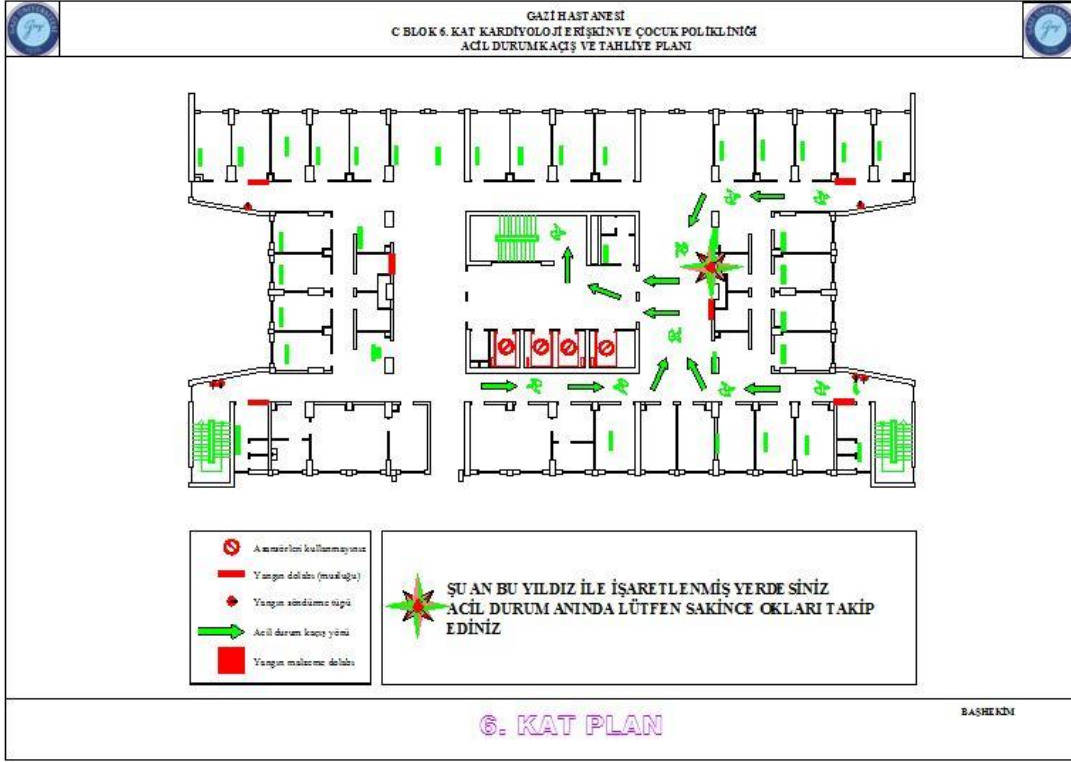 GAZİ HASTANESİ
C BLOK 6. KAT KARDİYOLOJİ ERİŞKİN VE ÇOCUK POLİKLİNİĞİ
ACİL DURUM KAÇIŞ VE TAHLİYE PLANI
Asansörleri kullanmayınız
Yangın dolabı (musluğu)
Yangın söndürme tüpü
Acil durum kaçış yönü
Yangın malzeme dolabı
ŞU AN BU YILDIZ İLE İŞARETLENMİŞ YERDESİNİZ
ACİL DURUM ANINDA LÜTFEN SAKİNCE OKLARI TAKİP
EDİNİZ
6. KAT PLAN
BAŞHEKİM